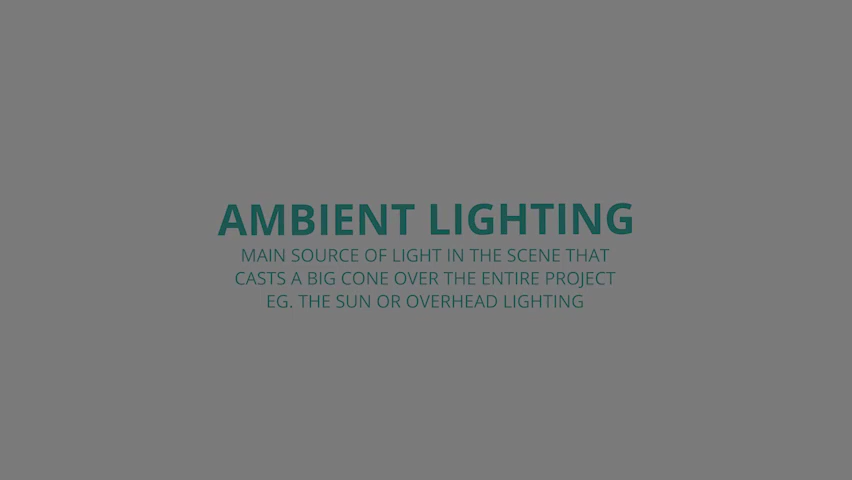 AMBIENT LIGHTING
MAIN SOURCE OF LIGHT IN THE SCENE THAT
CASTS A BIG CONE OVER THE ENTIRE PROJECT
EG. THE SUN OR OVERHEAD LIGHTING